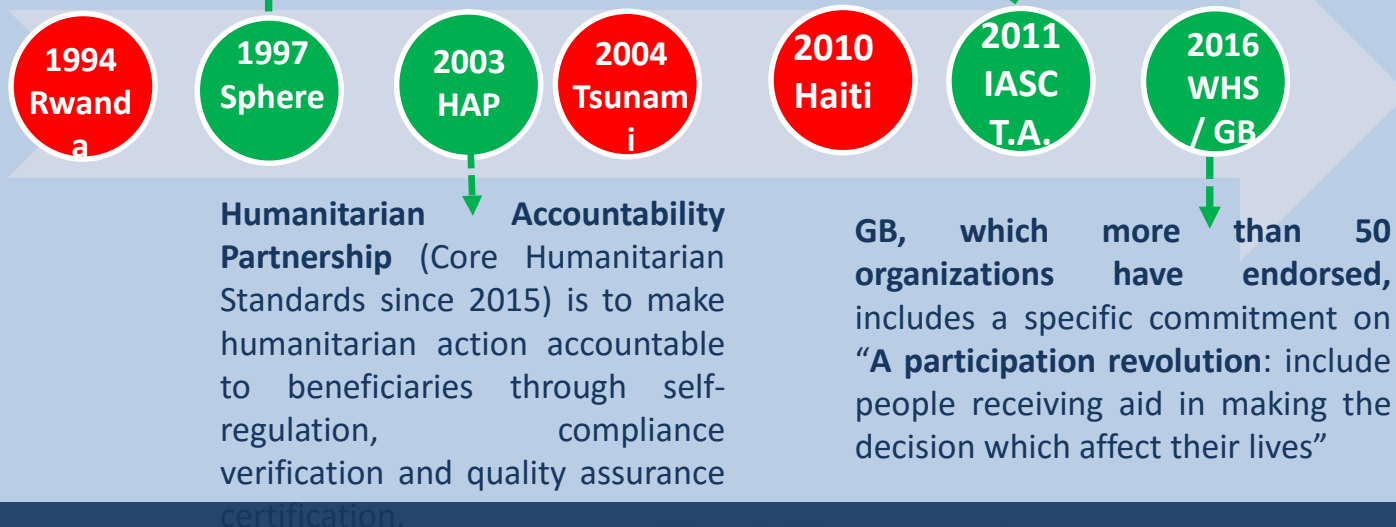 1994
Rwand
a
1997
Sphere
2003
HAP
2004
Tsunam
i
2010
Haiti
2011
IASC
T.A.
2016
WHS
/ GB
Humanitarian Accountability
Partnership (Core Humanitarian
Standards since 2015) is to make
humanitarian action accountable
to beneficiaries through self-
regulation, compliance
verification and quality assurance
certification.
GB, which more than 50
organizations have endorsed,
includes a specific commitment on
“A participation revolution: include
people receiving aid in making the
decision which affect their lives”